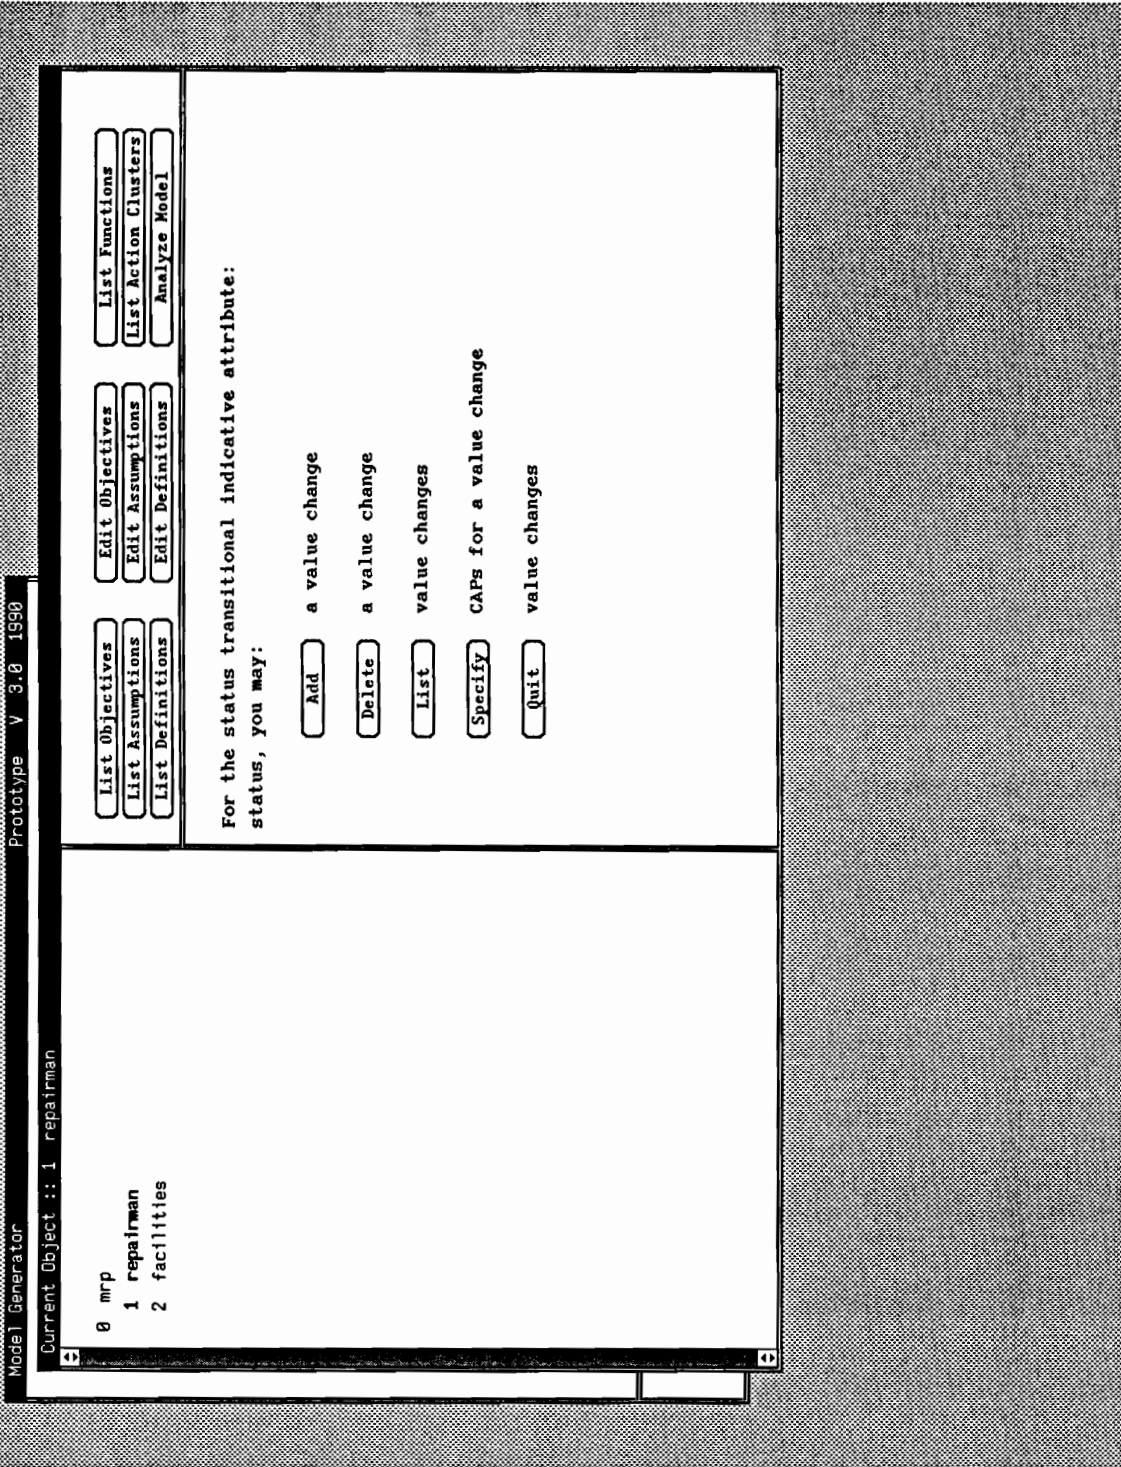 Model Generator Prototype V 3.0 1990
Current Object :: 1 repairman
0 mrp
1 repairman
2 facilities
List Objectives Edit Objectives List Functions
List Assumptions Edit Assumptions List Action Clusters
List Definitions Edit Definitions Analyze Model
For the status transitional indicative attribute:
status, you may:
Add a value change
Delete a value change
List value changes
Specify CAPs for a value change
Quit value changes